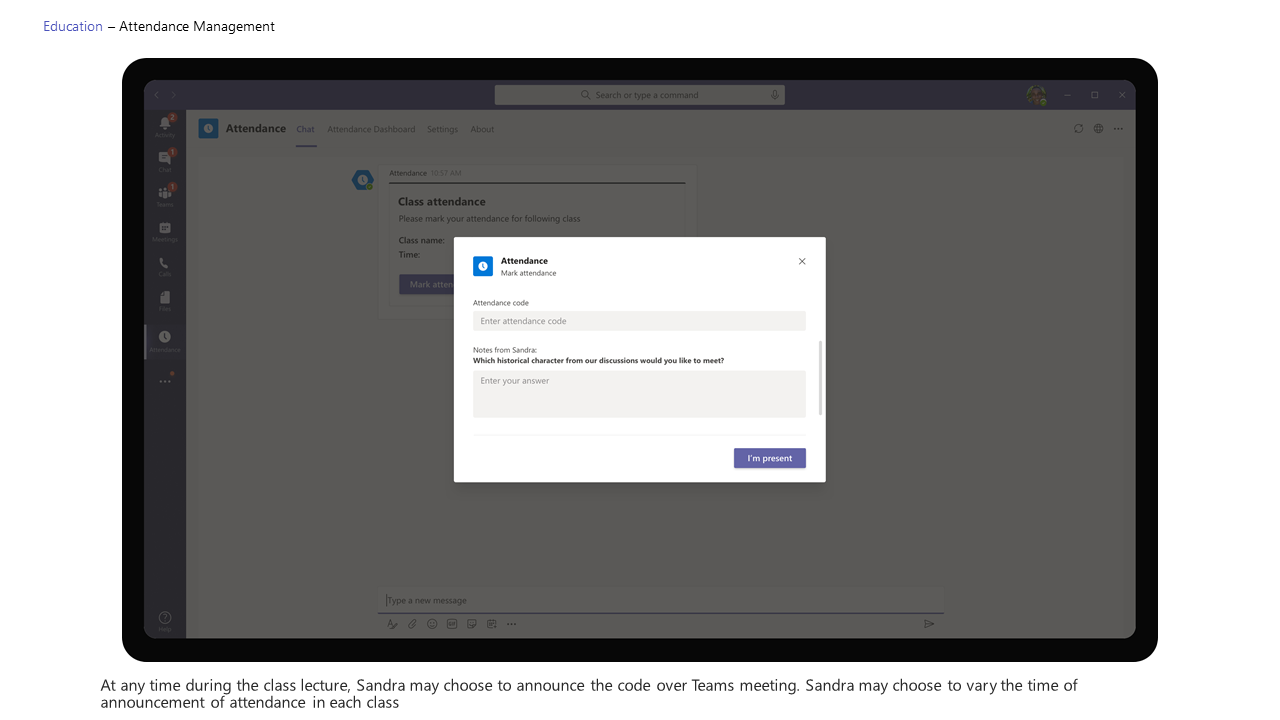 Education – Attendance Management
Search or type a command
Attendance Chat Attendance Dashboard Settings About
2
Activity
1
Chat
1
Teams
Meetings
Calls
Files
Attendance
Help
Attendance 10:57 AM
Class attendance
Please mark your attendance for following class
Class name:
Time:
Mark atten
Attendance
Mark attendance
Attendance code
Enter attendance code
Notes from Sandra:
Which historical character from our discussions would you like to meet?
Enter your answer
I'm present
Type a new message
At any time during the class lecture, Sandra may choose to announce the code over Teams meeting. Sandra may choose to vary the time of
announcement of attendance in each class